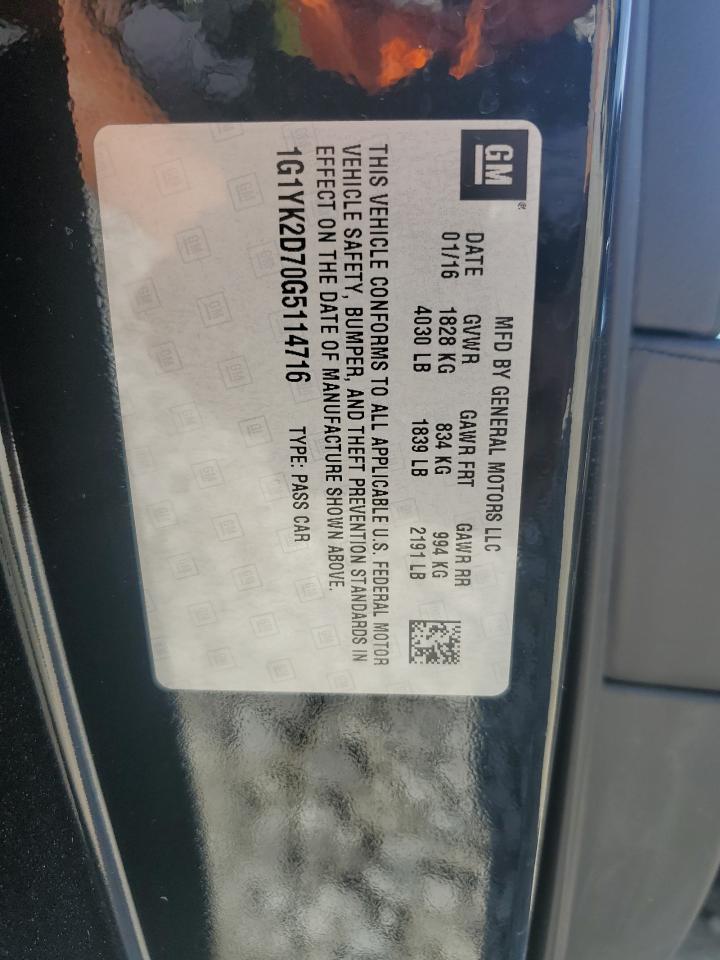 GM®
MFD BY GENERAL MOTORS LLC
DATE GVWR GAWR FRT GAWR RR
01/16 1828 KG 834 KG 994 KG
4030 LB 1839 LB 2191 LB
THIS VEHICLE CONFORMS TO ALL APPLICABLE U.S. FEDERAL MOTOR
VEHICLE SAFETY, BUMPER, AND THEFT PREVENTION STANDARDS IN
EFFECT ON THE DATE OF MANUFACTURE SHOWN ABOVE.
1G1YK2D70G5114716 TYPE: PASS CAR